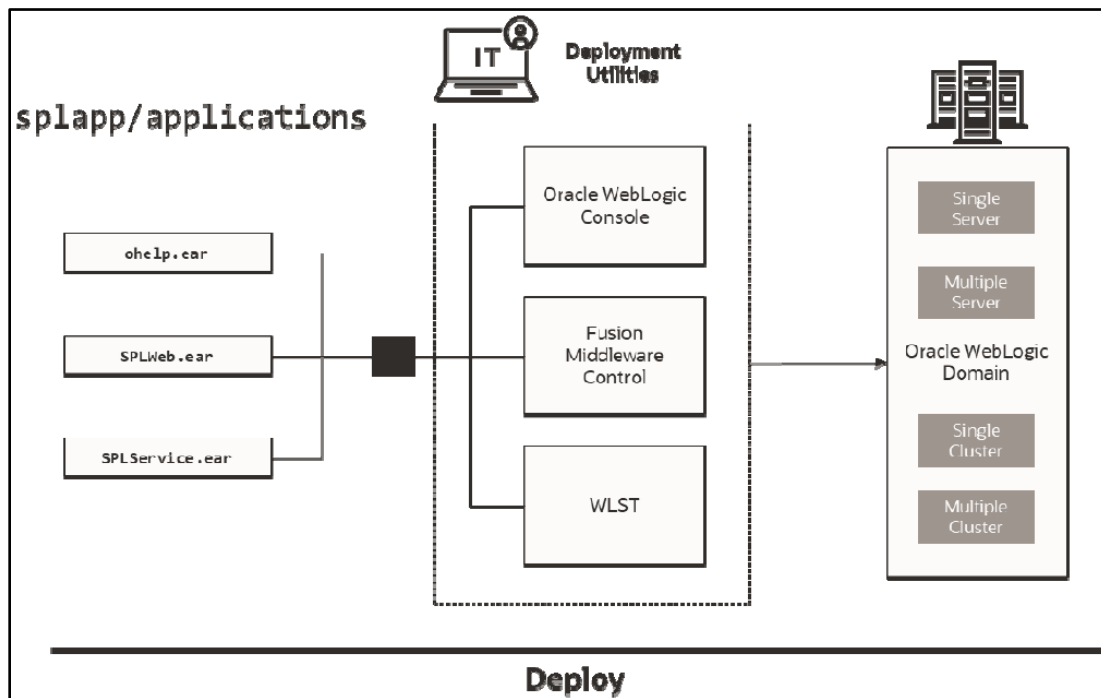 IT
Deployment
Utilities
splapp/applications
ohelp.ear
SPLWeb.ear
SPLService.ear
Oracle WebLogic
Console
Fusion
Middleware
Control
WLST
Single
Server
Multiple
Server
Oracle WebLogic
Domain
Single
Cluster
Multiple
Cluster
Deploy